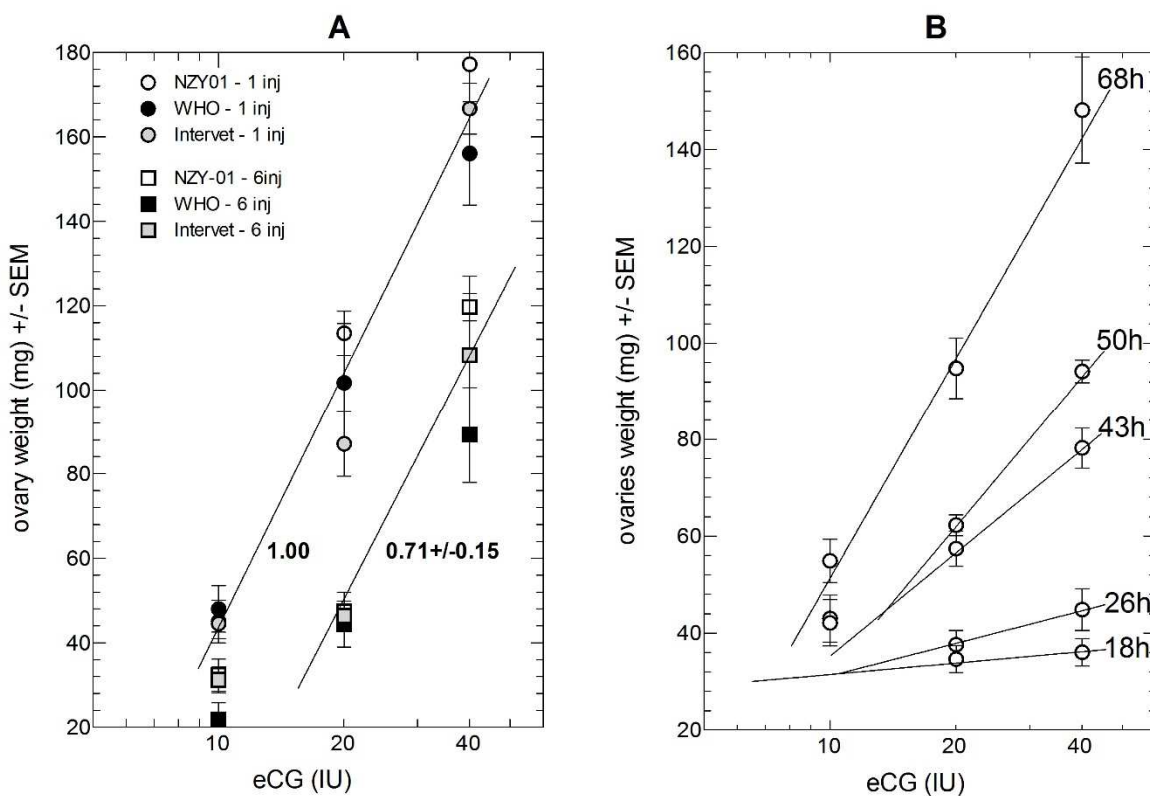 A
ovary weight (mg) +/- SEM
180
160
140
120
100
80
60
40
20
NZY01 - 1 inj
WHO - 1 inj
Intervet - 1 inj
NZY-01 - 6inj
WHO - 6 inj
Intervet - 6 inj
1.00
0.71+/-0.15
10
20
40
eCG (IU)
B
ovaries weight (mg) +/- SEM
160
140
120
100
80
60
40
20
68h
50h
43h
26h
18h
10
20
40
eCG (IU)